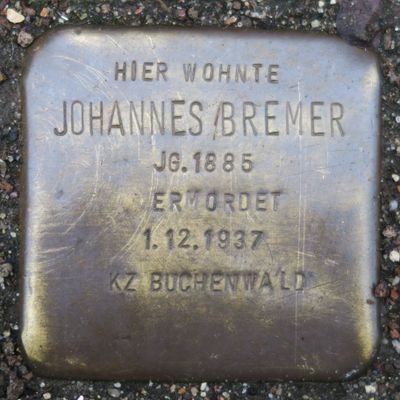 HIER WOHNTE
JOHANNES BREMER
JG. 1885
ERMORDET
1.12.1937
KZ BUCHENWALD